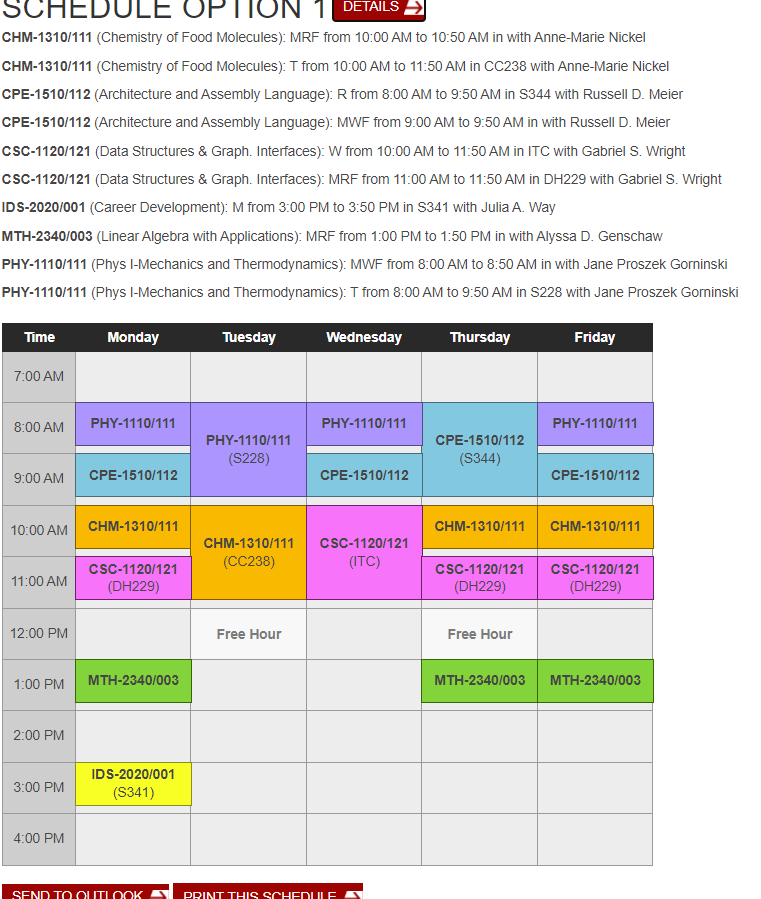 SCHEDULE OPTION 1 DETAILS
CHM-1310/111 (Chemistry of Food Molecules): MRF from 10:00 AM to 10:50 AM in with Anne-Marie Nickel
CHM-1310/111 (Chemistry of Food Molecules): T from 10:00 AM to 11:50 AM in CC238 with Anne-Marie Nickel
CPE-1510/112 (Architecture and Assembly Language): R from 8:00 AM to 9:50 AM in S344 with Russell D. Meier
CPE-1510/112 (Architecture and Assembly Language): MWF from 9:00 AM to 9:50 AM in with Russell D. Meier
CSC-1120/121 (Data Structures & Graph. Interfaces): W from 10:00 AM to 11:50 AM in ITC with Gabriel S. Wright
CSC-1120/121 (Data Structures & Graph. Interfaces): MRF from 11:00 AM to 11:50 AM in DH229 with Gabriel S. Wright
IDS-2020/001 (Career Development): M from 3:00 PM to 3:50 PM in S341 with Julia A. Way
MTH-2340/003 (Linear Algebra with Applications): MRF from 1:00 PM to 1:50 PM in with Alyssa D. Genschaw
PHY-1110/111 (Phys I-Mechanics and Thermodynamics): MWF from 8:00 AM to 8:50 AM in with Jane Proszek Gorninski
PHY-1110/111 (Phys I-Mechanics and Thermodynamics): T from 8:00 AM to 9:50 AM in S228 with Jane Proszek Gorninski
Time Monday Tuesday Wednesday Thursday Friday
7:00 AM
8:00 AM PHY-1110/111 PHY-1110/111 PHY-1110/111 CPE-1510/112 PHY-1110/111
(S228) (S344)
9:00 AM CPE-1510/112 CPE-1510/112 CPE-1510/112
10:00 AM CHM-1310/111 CHM-1310/111 CSC-1120/121 CHM-1310/111 CHM-1310/111
(CC238) (ITC)
11:00 AM CSC-1120/121 CSC-1120/121 CSC-1120/121
(DH229) (DH229) (DH229)
12:00 PM Free Hour Free Hour
1:00 PM MTH-2340/003 MTH-2340/003 MTH-2340/003
2:00 PM
3:00 PM IDS-2020/001
(S341)
4:00 PM
SEND TO OUTLOOK PRINT THIS SCHEDULE